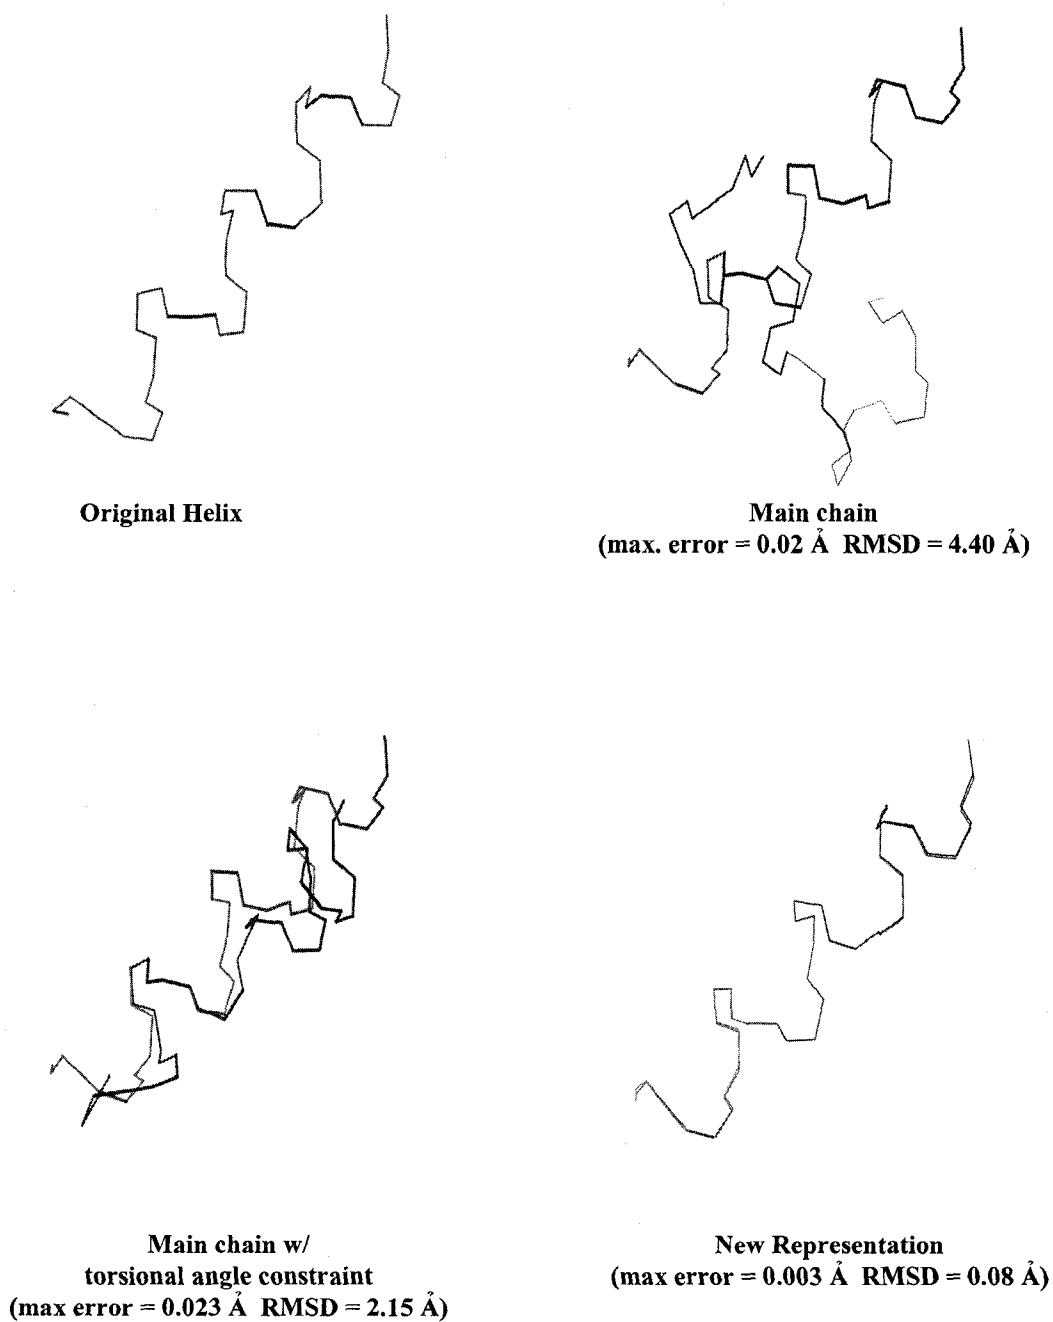 Original Helix
Main chain
(max. error = 0.02 Å RMSD = 4.40 Å)
Main chain w/
torsional angle constraint
(max error = 0.023 Å RMSD = 2.15 Å)
New Representation
(max error = 0.003 Å RMSD = 0.08 Å)